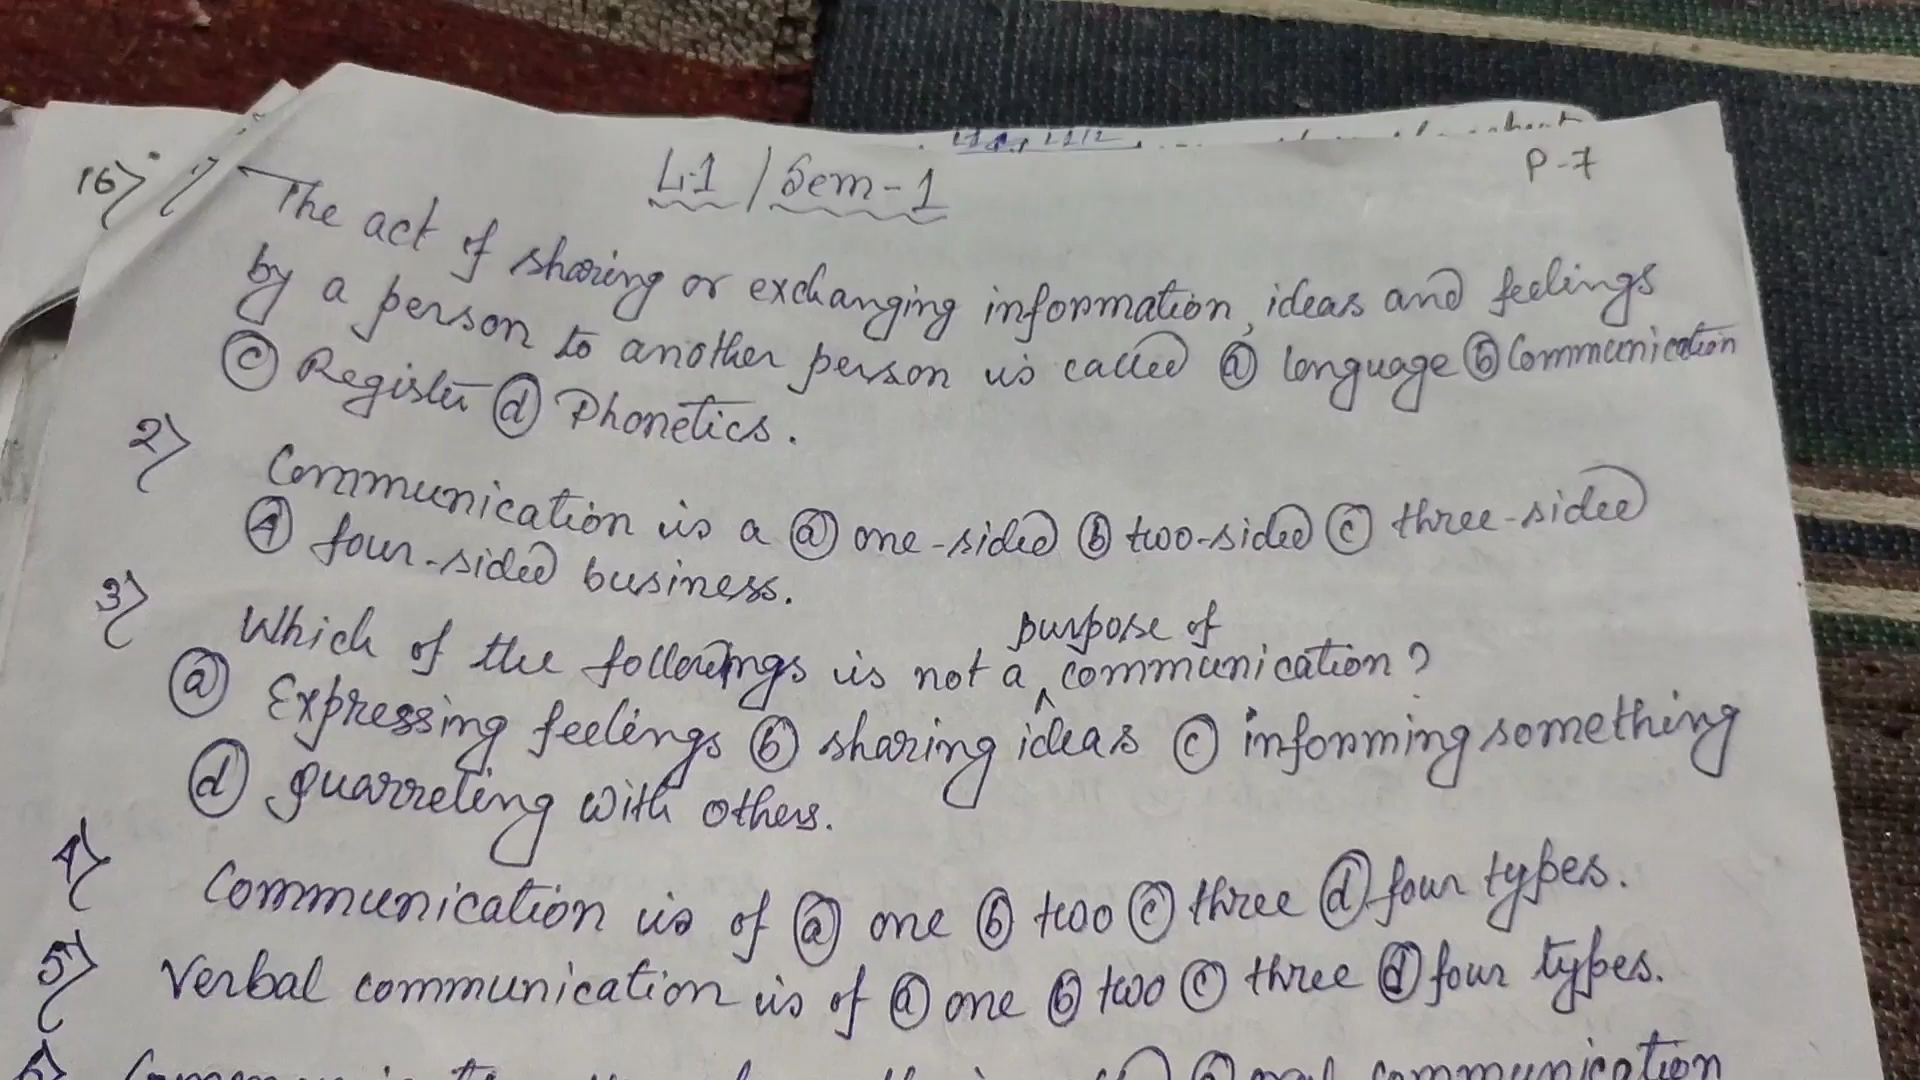 L.1 / Sem-1
P-7
16) 1) The act of sharing or exchanging information, ideas and feelings
by a person to another person is called (a) language (b) Communication
(c) Register (d) Phonetics.
2) Communication is a (a) one-sided (b) two-sided (c) three-sided
(d) four-sided business.
purpose of
3) Which of the followings is not a ^ communication?
(a) Expressing feelings (b) sharing ideas (c) informing something
(d) quarreling with others.
4) Communication is of (a) one (b) two (c) three (d) four types.
5) Verbal communication is of (a) one (b) two (c) three (d) four types.
6) (a) oral communication